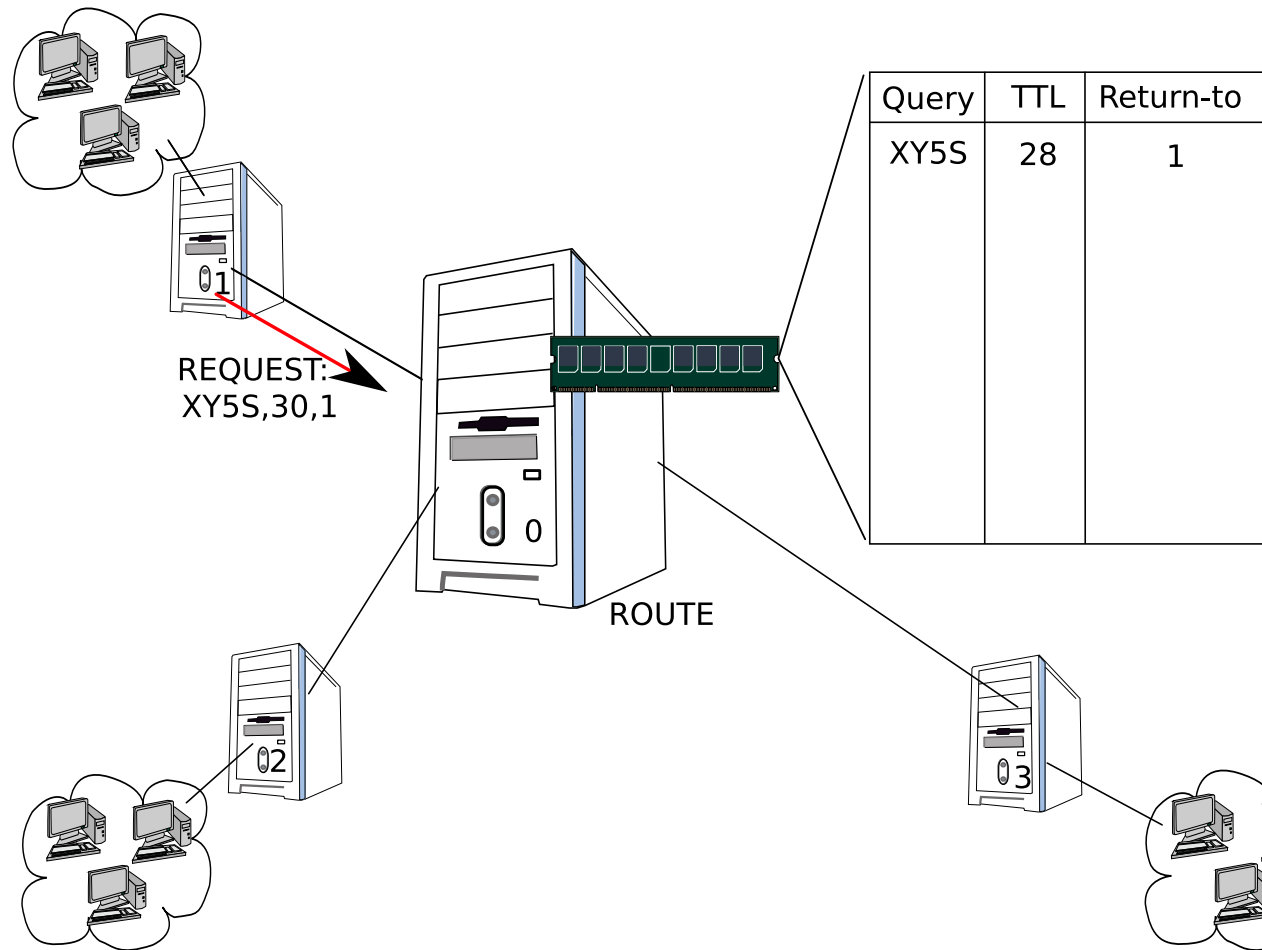 Query TTL Return-to
XY5S 28 1
1
REQUEST:
XY5S,30,1
0
ROUTE
2
3